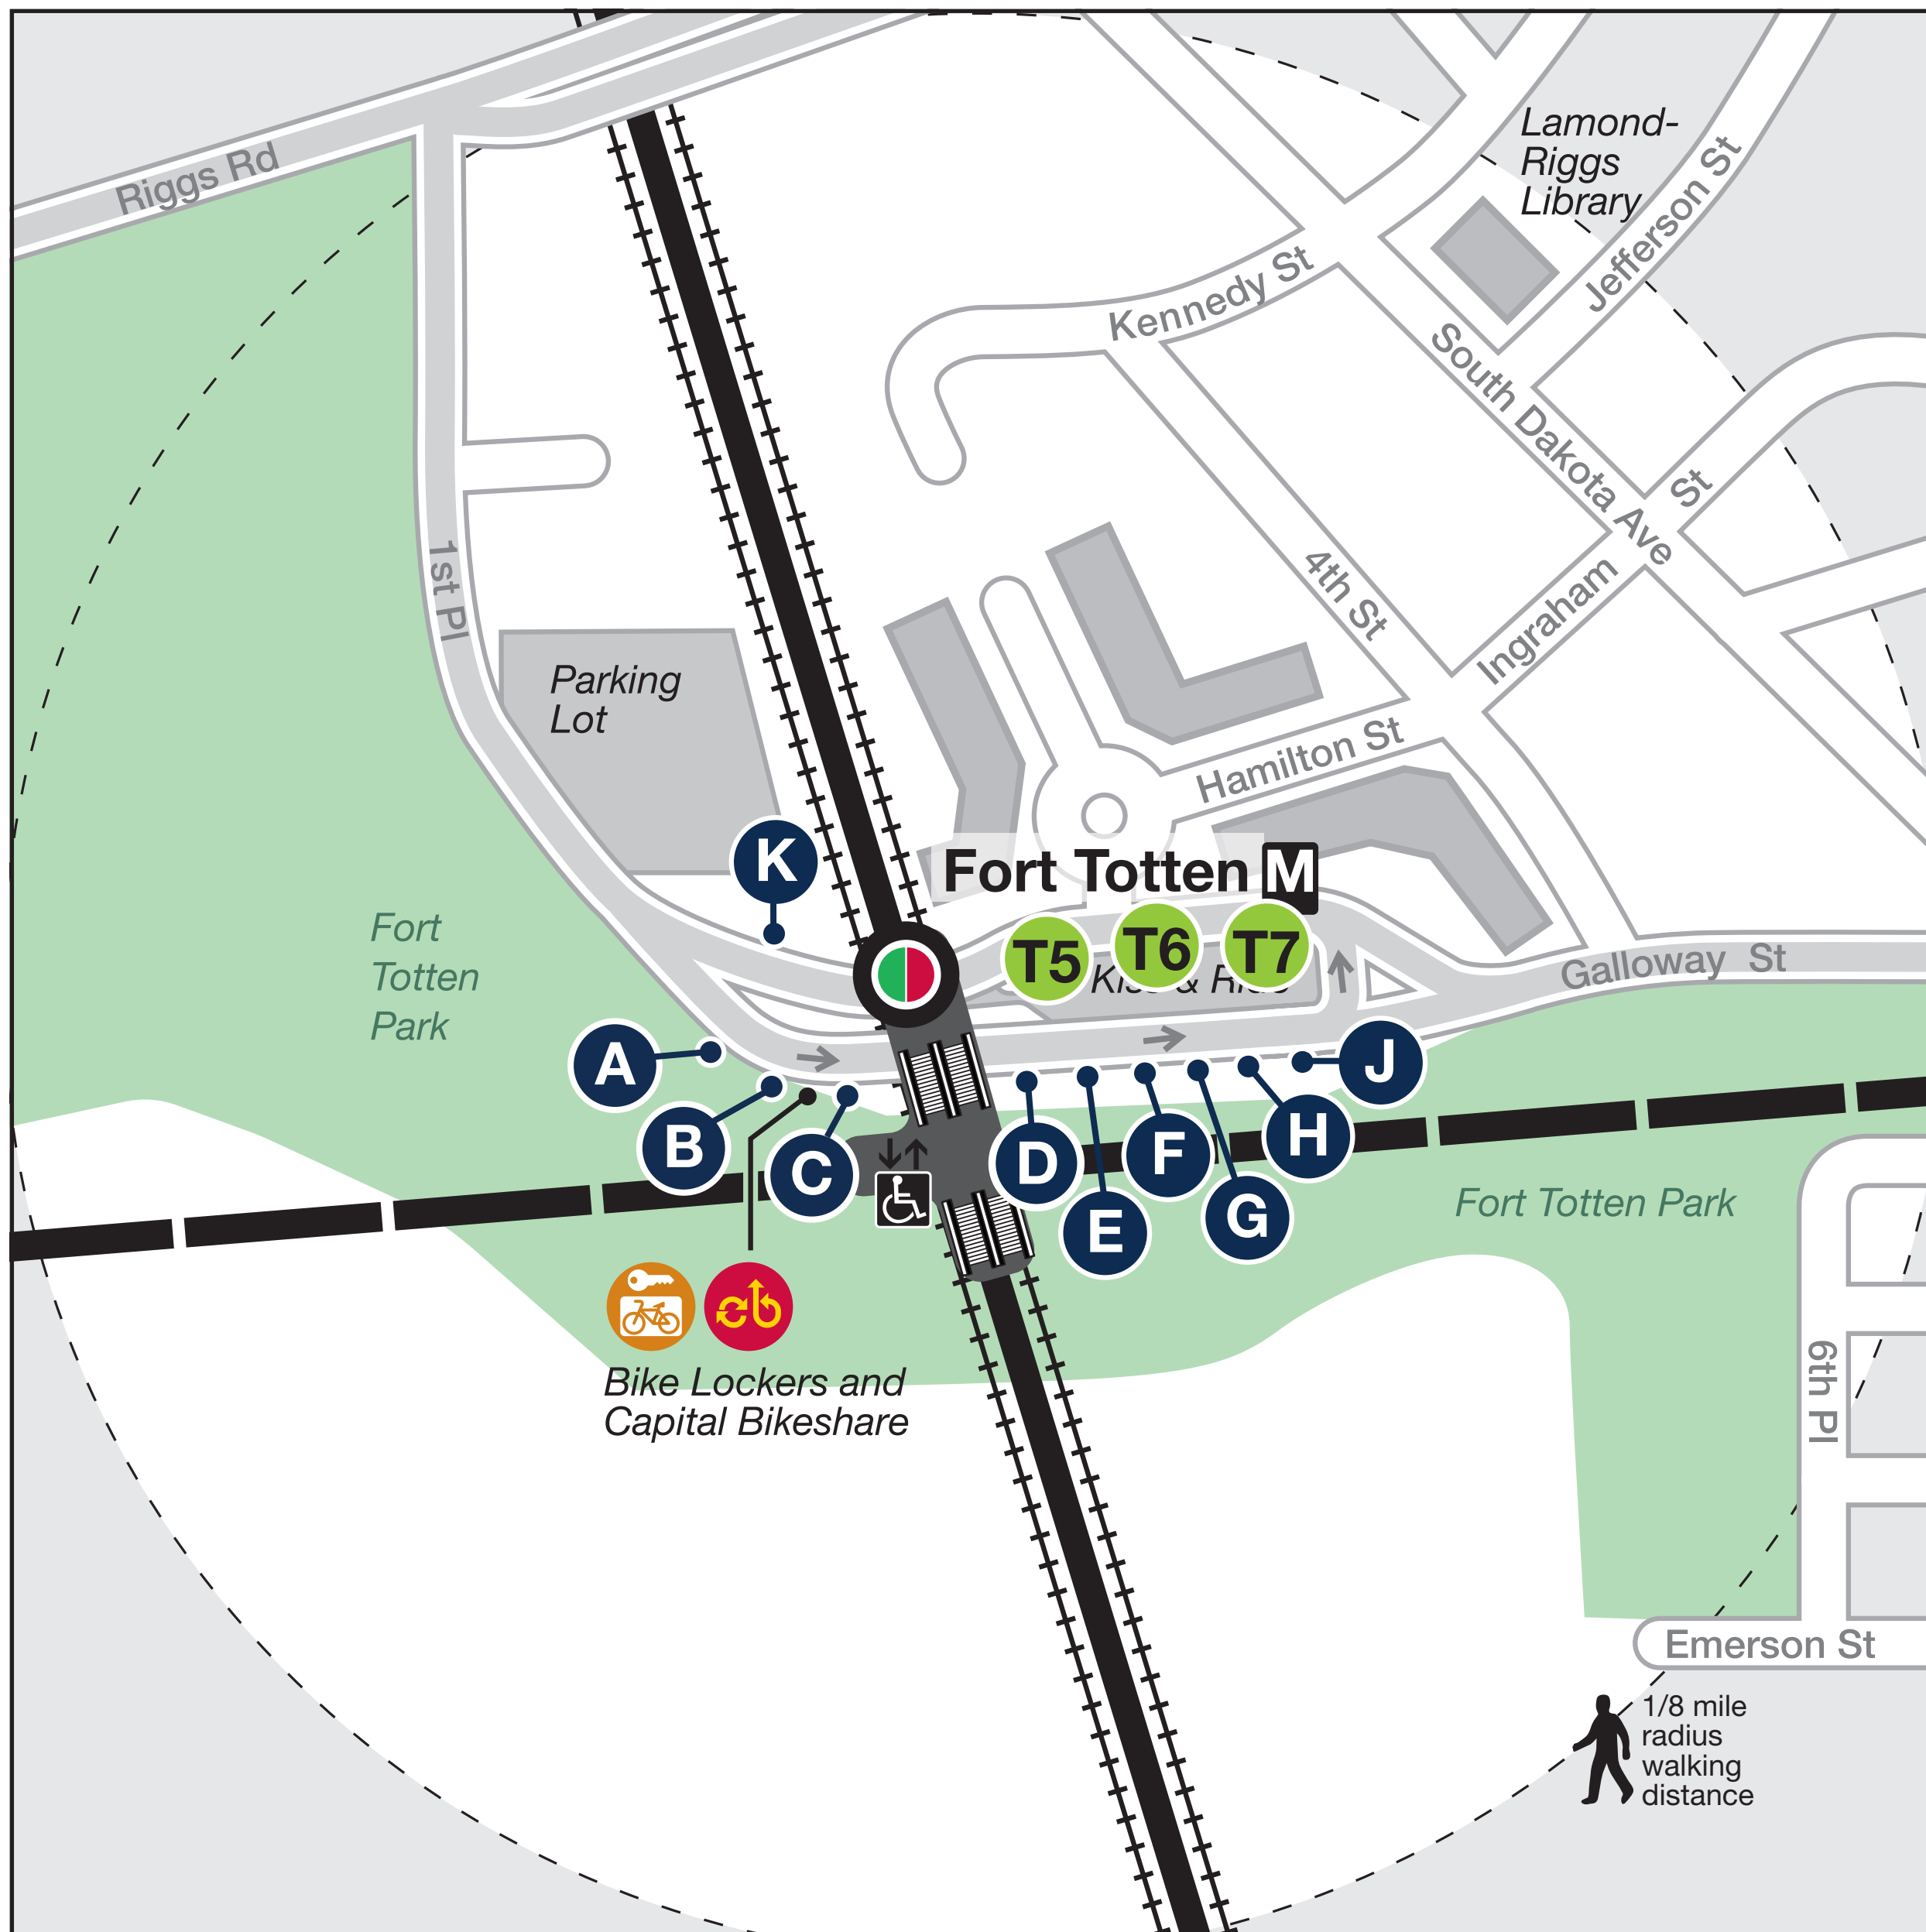 Riggs Rd
Lamond-
Riggs
Library
Jefferson St
Kennedy St
South Dakota Ave
Ingraham St
4th St
1st Pl
Parking
Lot
Hamilton St
K
Fort Totten M
T5
T6
T7
Galloway St
Fort
Totten
Park
A
B
C
D
E
F
G
H
J
Fort Totten Park
Bike Lockers and
Capital Bikeshare
6th Pl
Emerson St
1/8 mile
radius
walking
distance